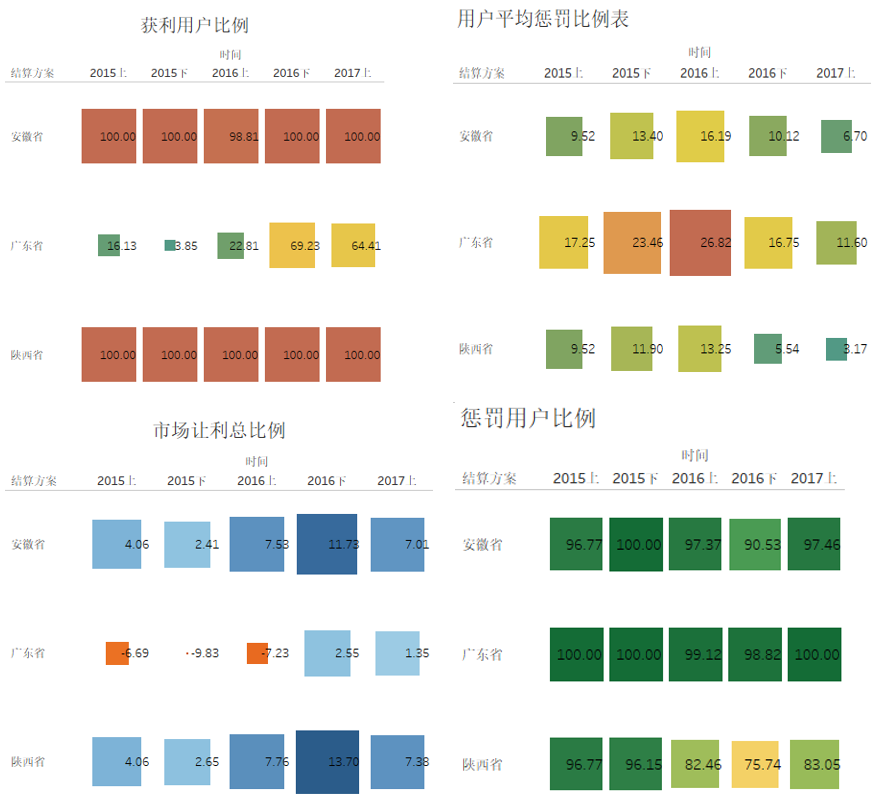 获利用户比例
时间
结算方案 2015上 2015下 2016上 2016下 2017上
安徽省 100.00 100.00 98.81 100.00 100.00
广东省 16.13 3.85 22.81 69.23 64.41
陕西省 100.00 100.00 100.00 100.00 100.00
用户平均惩罚比例表
时间
结算方案 2015上 2015下 2016上 2016下 2017上
安徽省 9.52 13.40 16.19 10.12 6.70
广东省 17.25 23.46 26.82 16.75 11.60
陕西省 9.52 11.90 13.25 5.54 3.17
市场让利总比例
时间
结算方案 2015上 2015下 2016上 2016下 2017上
安徽省 4.06 2.41 7.53 11.73 7.01
广东省 -6.69 -9.83 -7.23 2.55 1.35
陕西省 4.06 2.65 7.76 13.70 7.38
惩罚用户比例
时间
结算方案 2015上 2015下 2016上 2016下 2017上
安徽省 96.77 100.00 97.37 90.53 97.46
广东省 100.00 100.00 99.12 98.82 100.00
陕西省 96.77 96.15 82.46 75.74 83.05